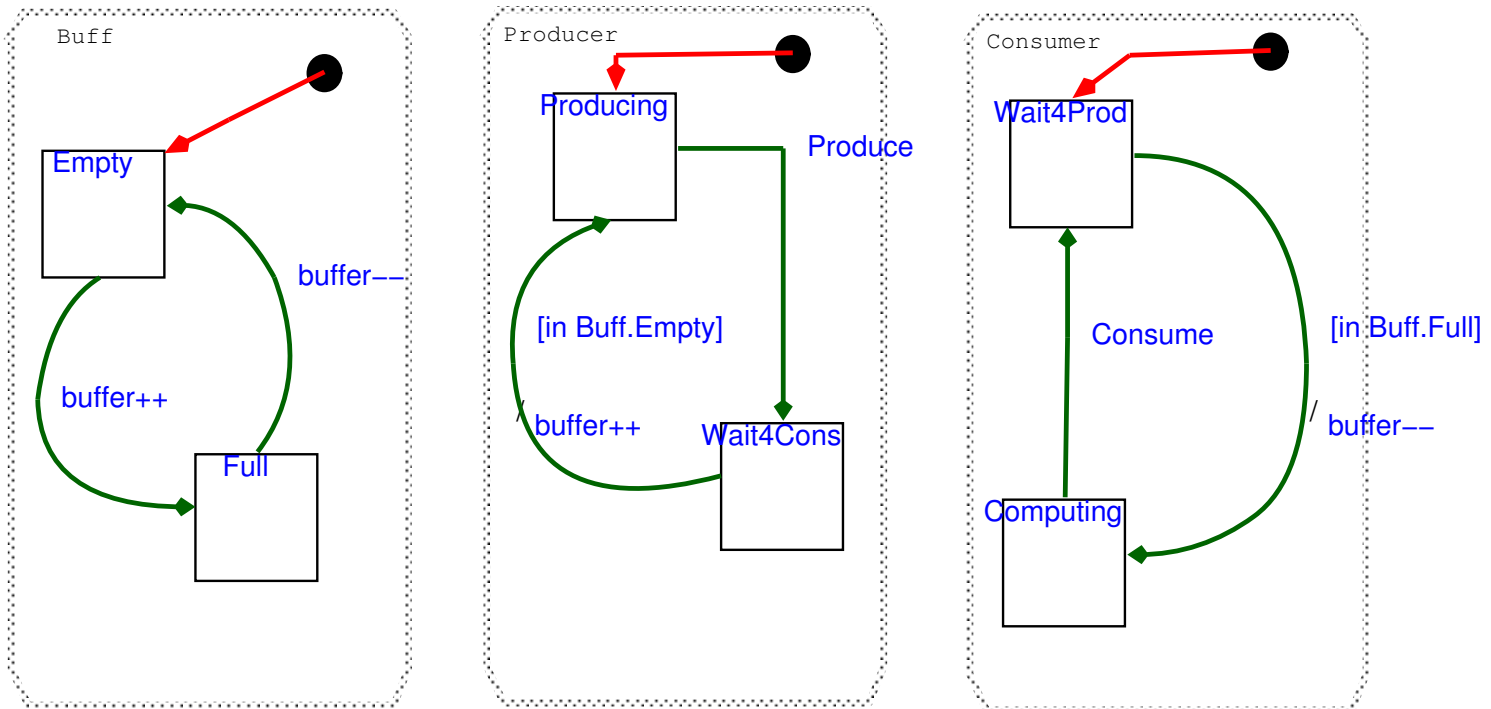 Buff
Empty
buffer−−
buffer++
Full
Producer
Producing
Produce
[in Buff.Empty]
/
buffer++
Wait4Cons
Consumer
Wait4Prod
Consume
[in Buff.Full]
/
buffer−−
Computing